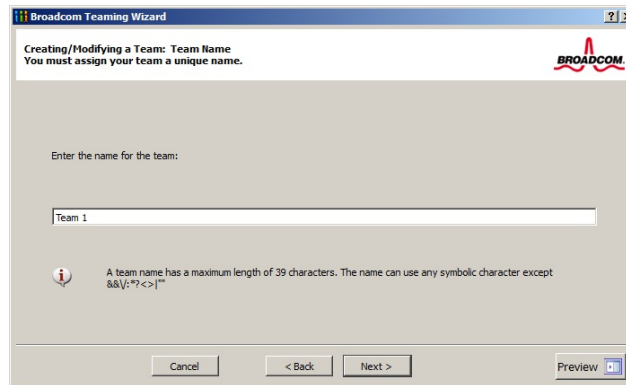 Broadcom Teaming Wizard
Creating/Modifying a Team: Team Name
You must assign your team a unique name.
BROADCOM.
Enter the name for the team:
Team 1
A team name has a maximum length of 39 characters. The name can use any symbolic character except
&&\/:*?<>|""
Cancel
< Back
Next >
Preview